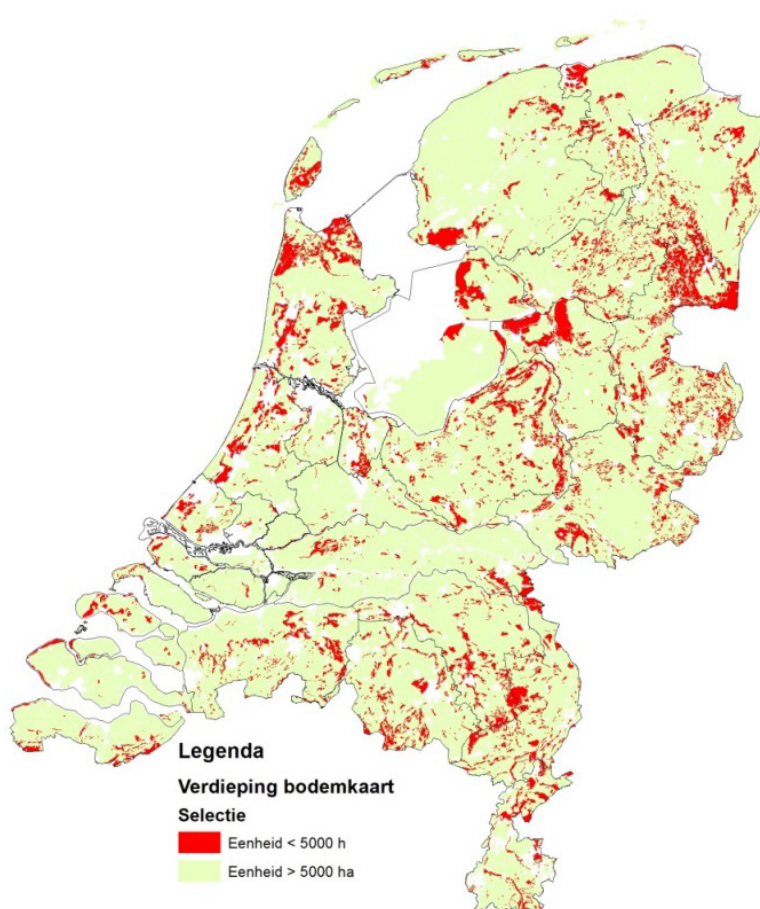 Legenda
Verdieping bodemkaart
Selectie
Eenheid < 5000 h
Eenheid > 5000 ha